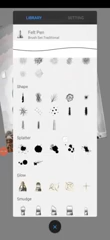 LIBRARY SETTINGS
Felt Pen
Brush Set: Traditional
Shape
Splatter
Glow
Smudge